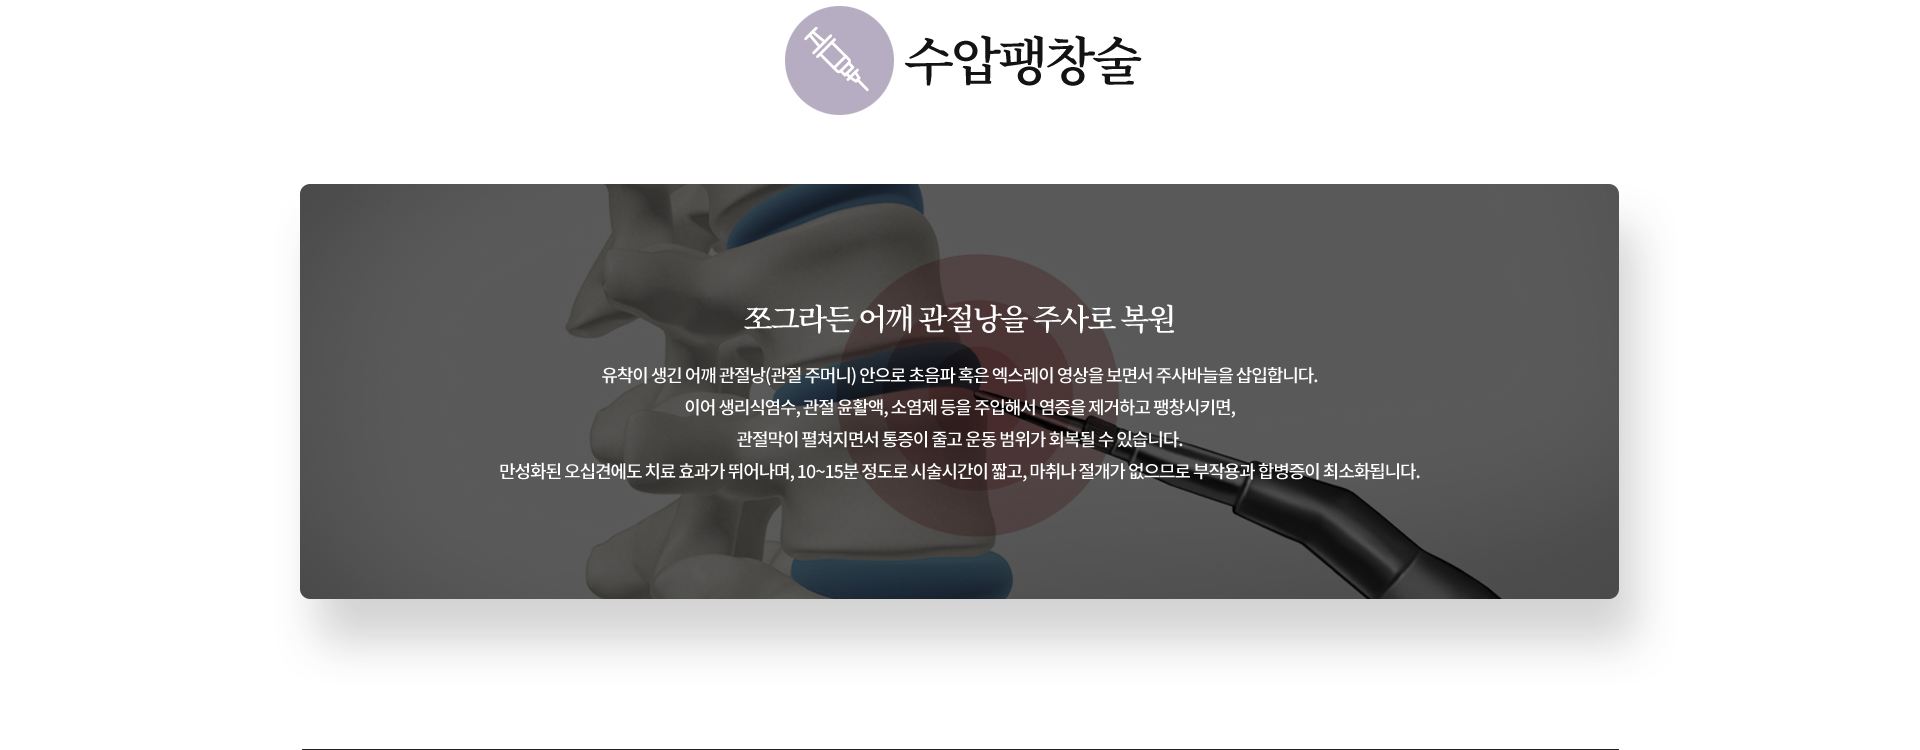 수압팽창술
쪼그라든 어깨 관절낭을 주사로 복원
유착이 생긴 어깨 관절낭(관절 주머니) 안으로 초음파 혹은 엑스레이 영상을 보면서 주사바늘을 삽입합니다.
이어 생리식염수, 관절 윤활액, 소염제 등을 주입해서 염증을 제거하고 팽창시키면,
관절막이 펼쳐지면서 통증이 줄고 운동 범위가 회복될 수 있습니다.
만성화된 오십견에도 치료 효과가 뛰어나며, 10~15분 정도로 시술시간이 짧고, 마취나 절개가 없으므로 부작용과 합병증이 최소화됩니다.